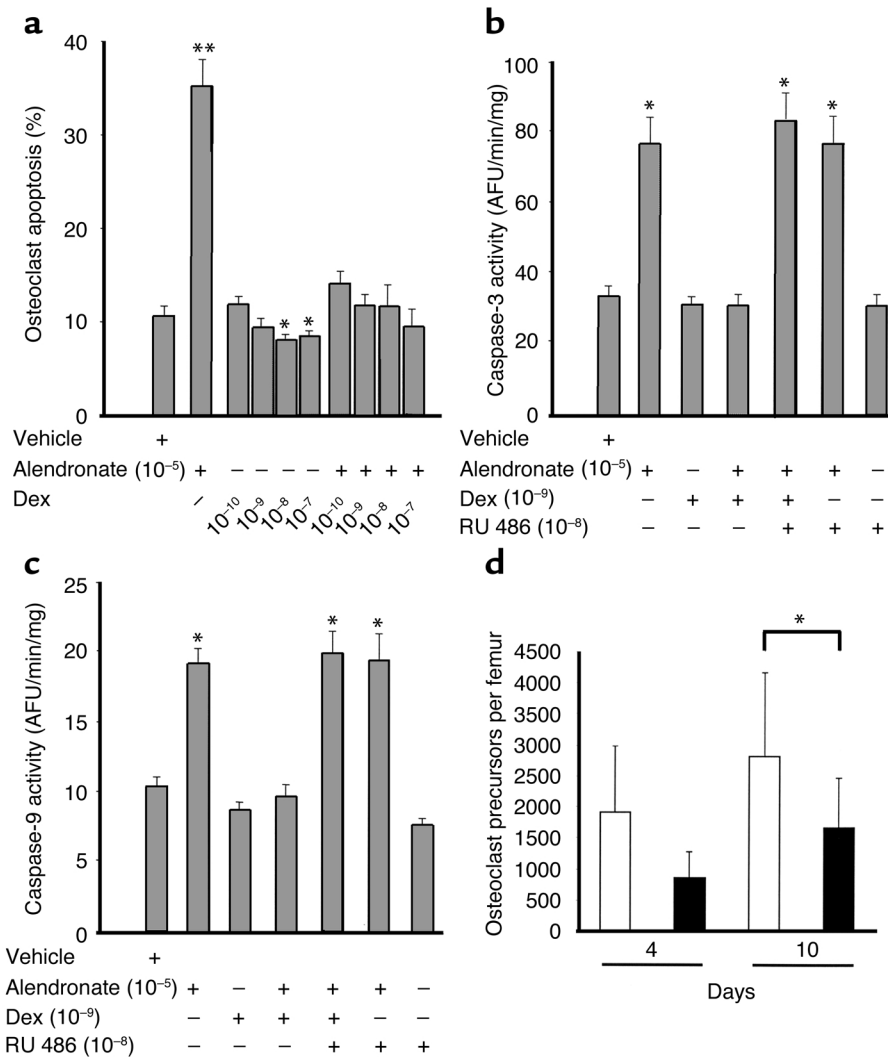 a
Osteoclast apoptosis (%)
40
30
20
10
0
**
*
*
Vehicle +
Alendronate (10–5) + – – – – + + + +
Dex – 10–10 10–9 10–8 10–7 10–10 10–9 10–8 10–7
b
Caspase-3 activity (AFU/min/mg)
100
80
60
40
20
0
*
*
*
Vehicle +
Alendronate (10–5) + – + + + –
Dex (10–9) – + + + – –
RU 486 (10–8) – – – + + +
c
Caspase-9 activity (AFU/min/mg)
25
20
15
10
5
0
*
*
*
Vehicle +
Alendronate (10–5) + – + + + –
Dex (10–9) – + + + – –
RU 486 (10–8) – – – + + +
d
Osteoclast precursors per femur
4500
4000
3500
3000
2500
2000
1500
1000
500
0
*
4 10
Days